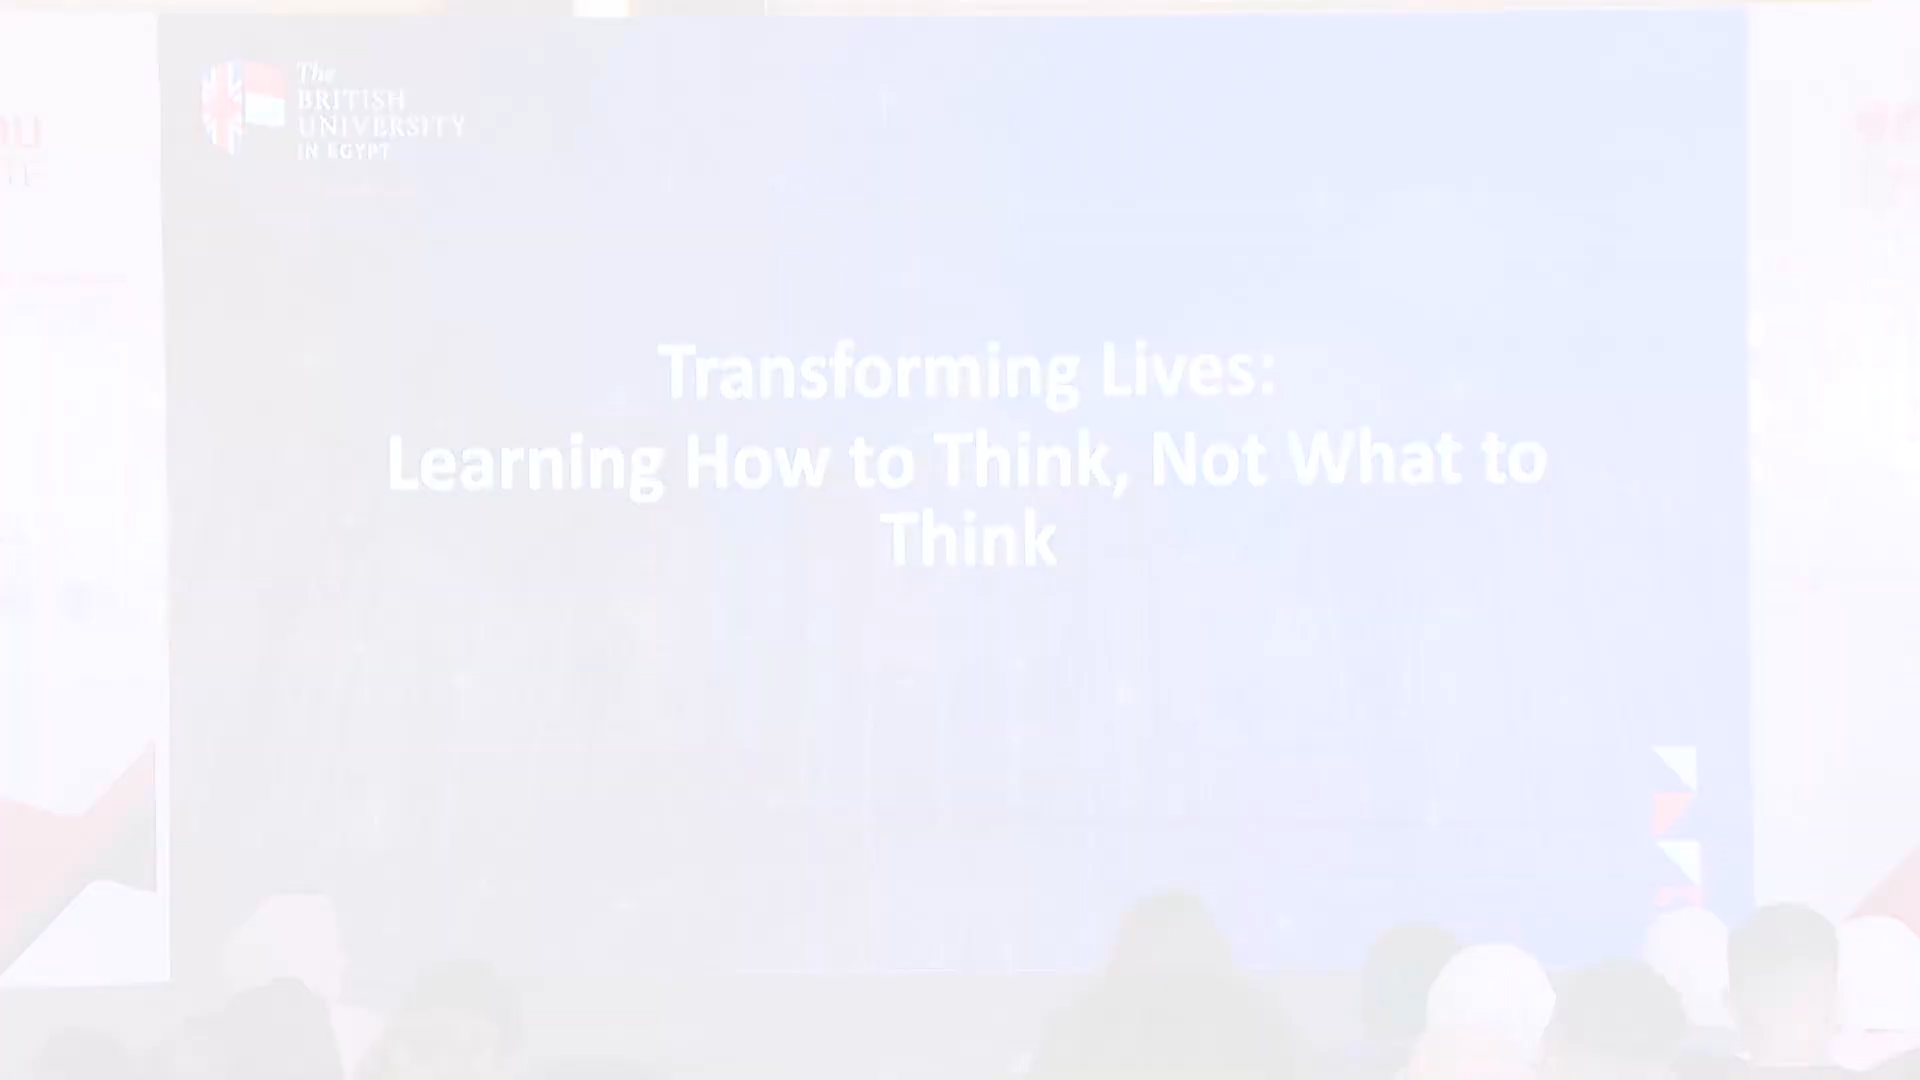 The
BRITISH
UNIVERSITY
IN EGYPT
Transforming Lives:
Learning How to Think, Not What to
Think